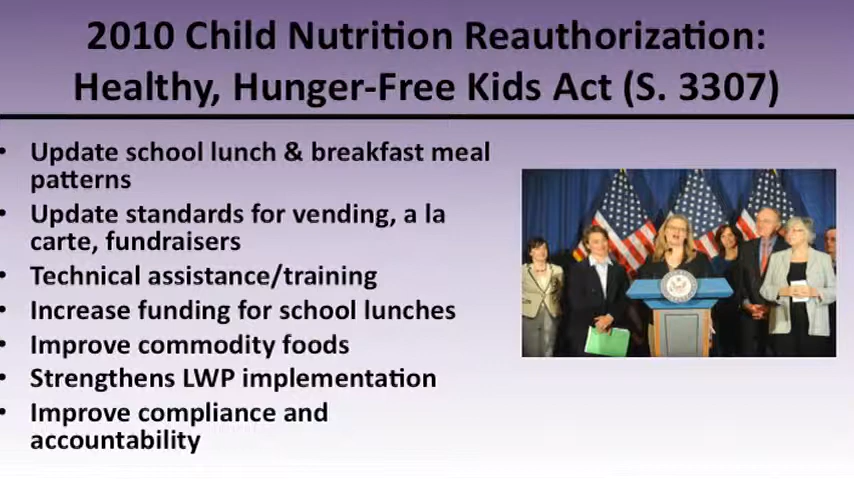 2010 Child Nutrition Reauthorization:
Healthy, Hunger-Free Kids Act (S. 3307)
• Update school lunch & breakfast meal
patterns
• Update standards for vending, a la
carte, fundraisers
• Technical assistance/training
• Increase funding for school lunches
• Improve commodity foods
• Strengthens LWP implementation
• Improve compliance and
accountability